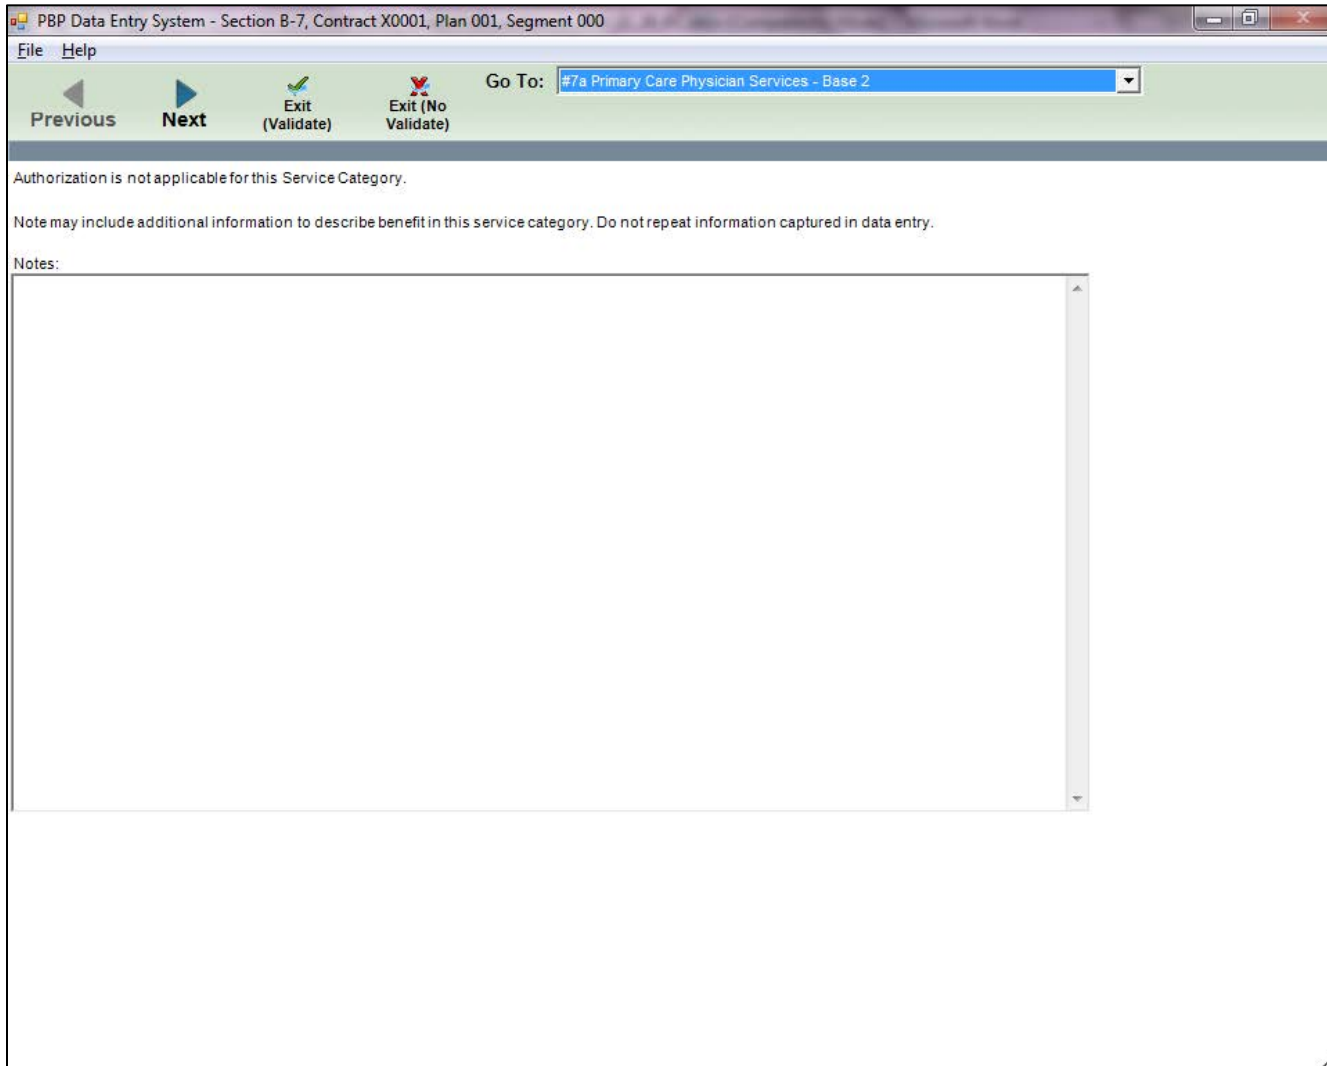 PBP Data Entry System - Section B-7, Contract X0001, Plan 001, Segment 000
File Help
Previous
Next
Exit
(Validate)
Exit (No
Validate)
Go To: #7a Primary Care Physician Services - Base 2
Authorization is not applicable for this Service Category.
Note may include additional information to describe benefit in this service category. Do not repeat information captured in data entry.
Notes: